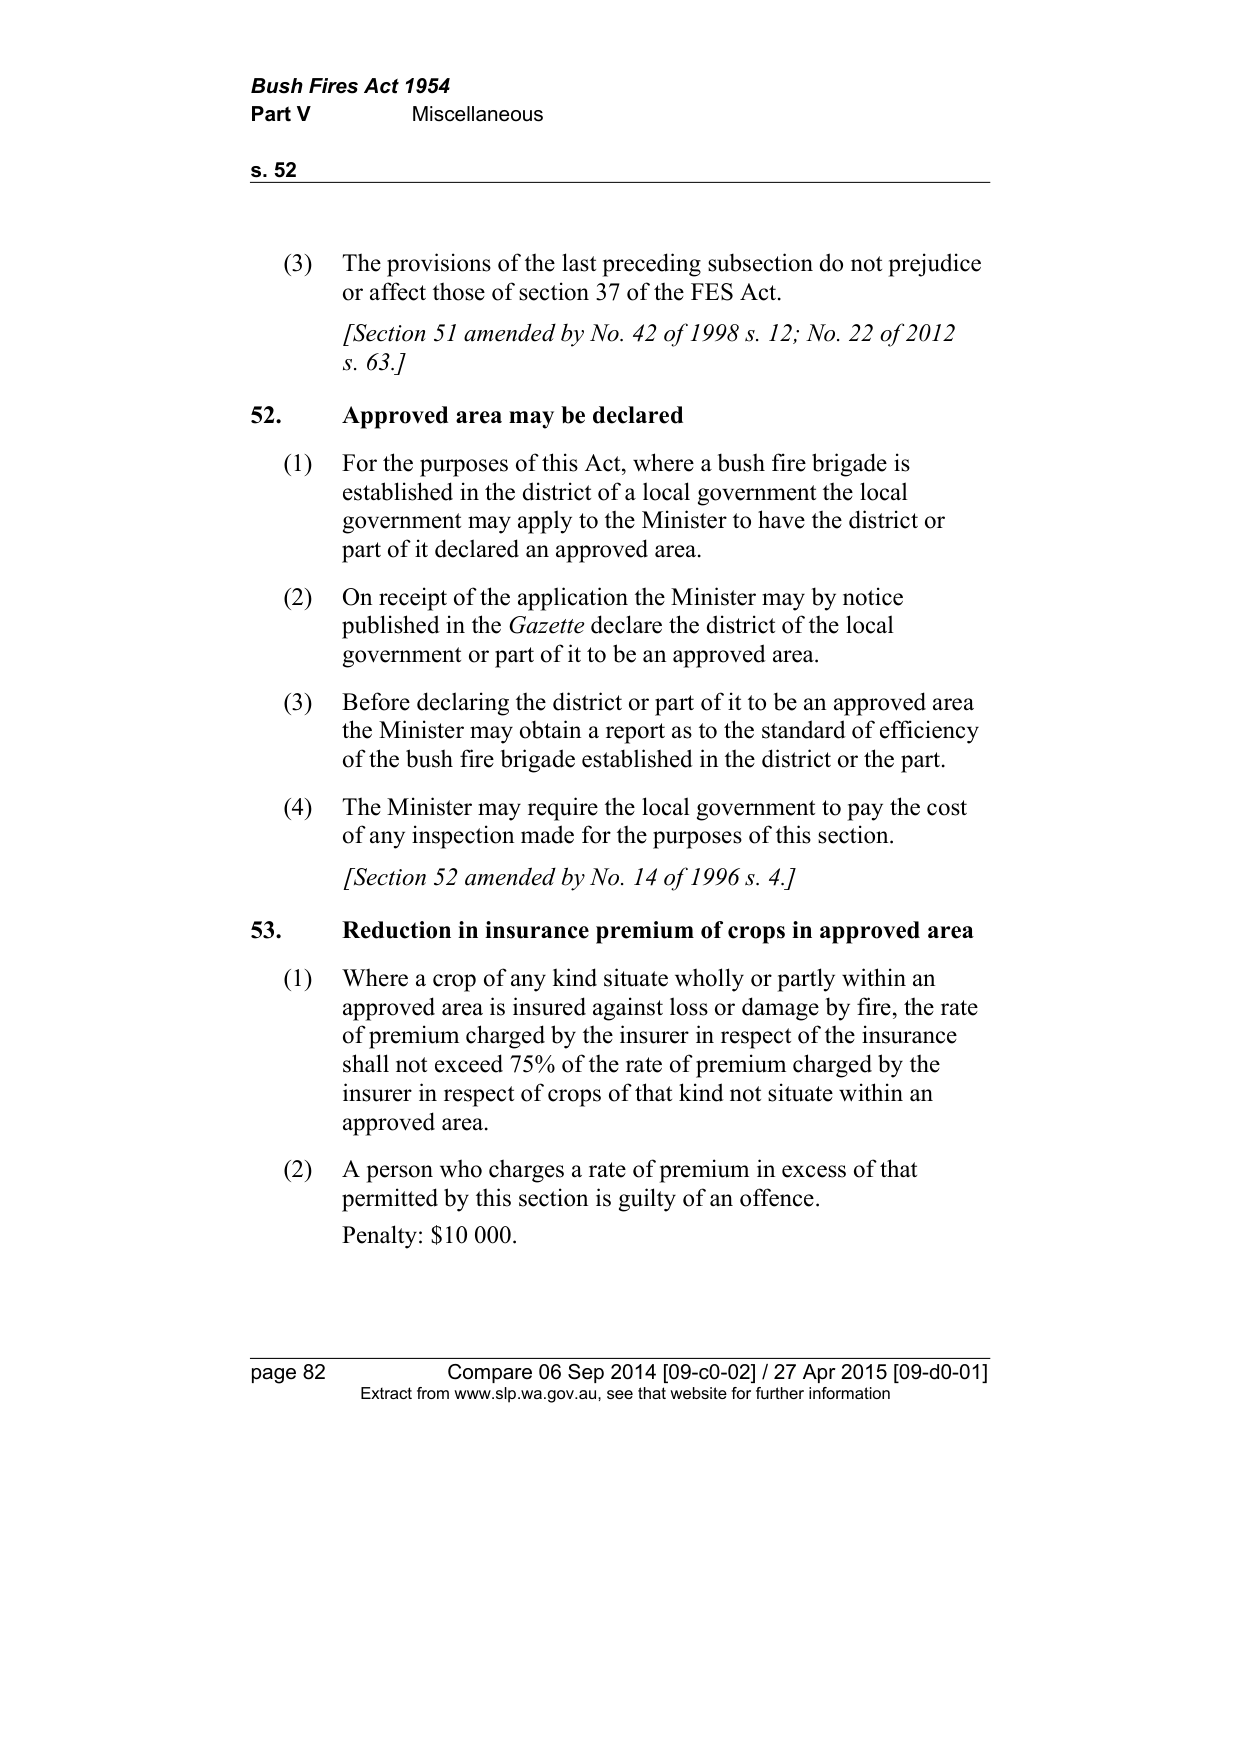 Bush Fires Act 1954
Part V Miscellaneous
s. 52
(3) The provisions of the last preceding subsection do not prejudice
or affect those of section 37 of the FES Act.
[Section 51 amended by No. 42 of 1998 s. 12; No. 22 of 2012
s. 63.]
52. Approved area may be declared
(1) For the purposes of this Act, where a bush fire brigade is
established in the district of a local government the local
government may apply to the Minister to have the district or
part of it declared an approved area.
(2) On receipt of the application the Minister may by notice
published in the Gazette declare the district of the local
government or part of it to be an approved area.
(3) Before declaring the district or part of it to be an approved area
the Minister may obtain a report as to the standard of efficiency
of the bush fire brigade established in the district or the part.
(4) The Minister may require the local government to pay the cost
of any inspection made for the purposes of this section.
[Section 52 amended by No. 14 of 1996 s. 4.]
53. Reduction in insurance premium of crops in approved area
(1) Where a crop of any kind situate wholly or partly within an
approved area is insured against loss or damage by fire, the rate
of premium charged by the insurer in respect of the insurance
shall not exceed 75% of the rate of premium charged by the
insurer in respect of crops of that kind not situate within an
approved area.
(2) A person who charges a rate of premium in excess of that
permitted by this section is guilty of an offence.
Penalty: $10 000.
page 82 Compare 06 Sep 2014 [09-c0-02] / 27 Apr 2015 [09-d0-01]
Extract from www.slp.wa.gov.au, see that website for further information